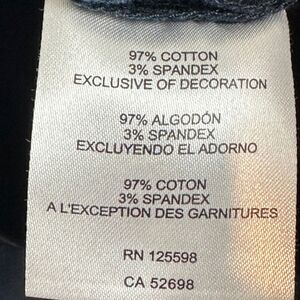 97% COTTON
3% SPANDEX
EXCLUSIVE OF DECORATION
97% ALGODÓN
3% SPANDEX
EXCLUYENDO EL ADORNO
97% COTON
3% SPANDEX
A L'EXCEPTION DES GARNITURES
RN 125598
CA 52698